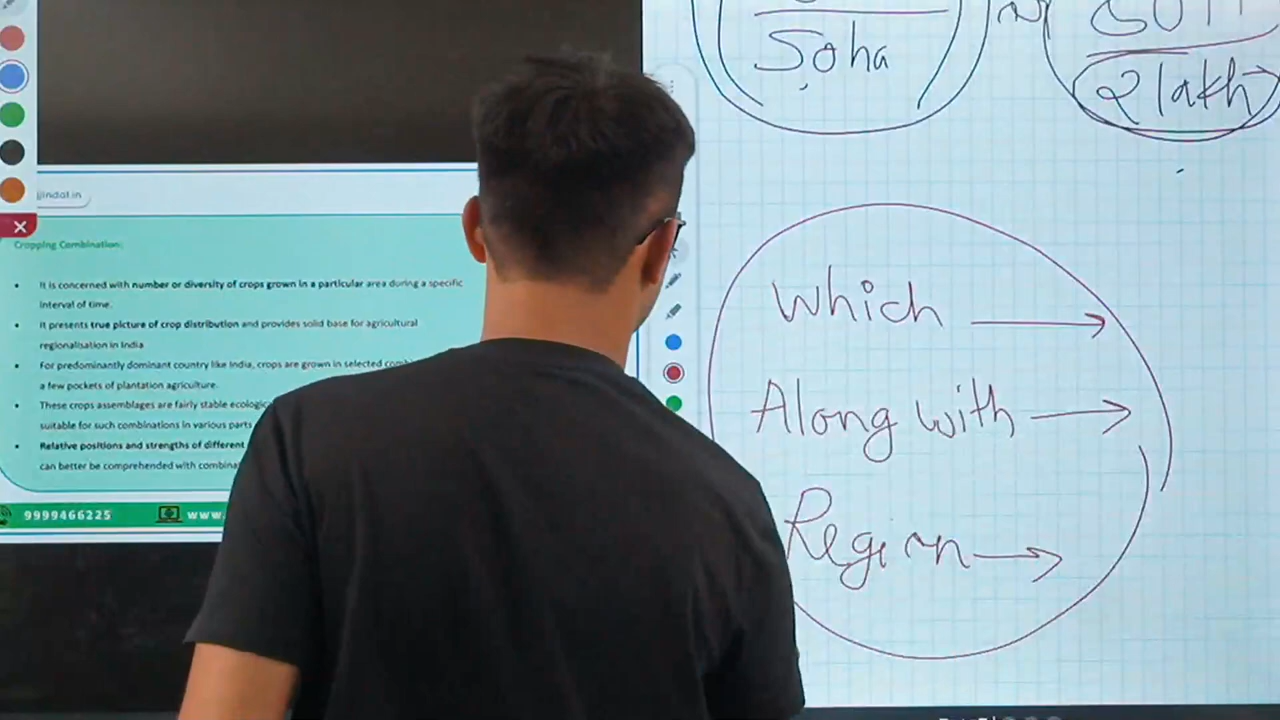 jindal.in
Cropping Combination:
• It is concerned with number or diversity of crops grown in a particular area during a specific
interval of time.
• It presents true picture of crop distribution and provides solid base for agricultural
regionalisation in India
• For predominantly dominant country like India, crops are grown in selected
a few pockets of plantation agriculture.
• These crops assemblages are fairly stable
suitable for such combinations in various parts
• Relative positions and strengths of different
can better be comprehended with
9999466225
www.
5oha
2 lakh
Which →
Along with →
Region →